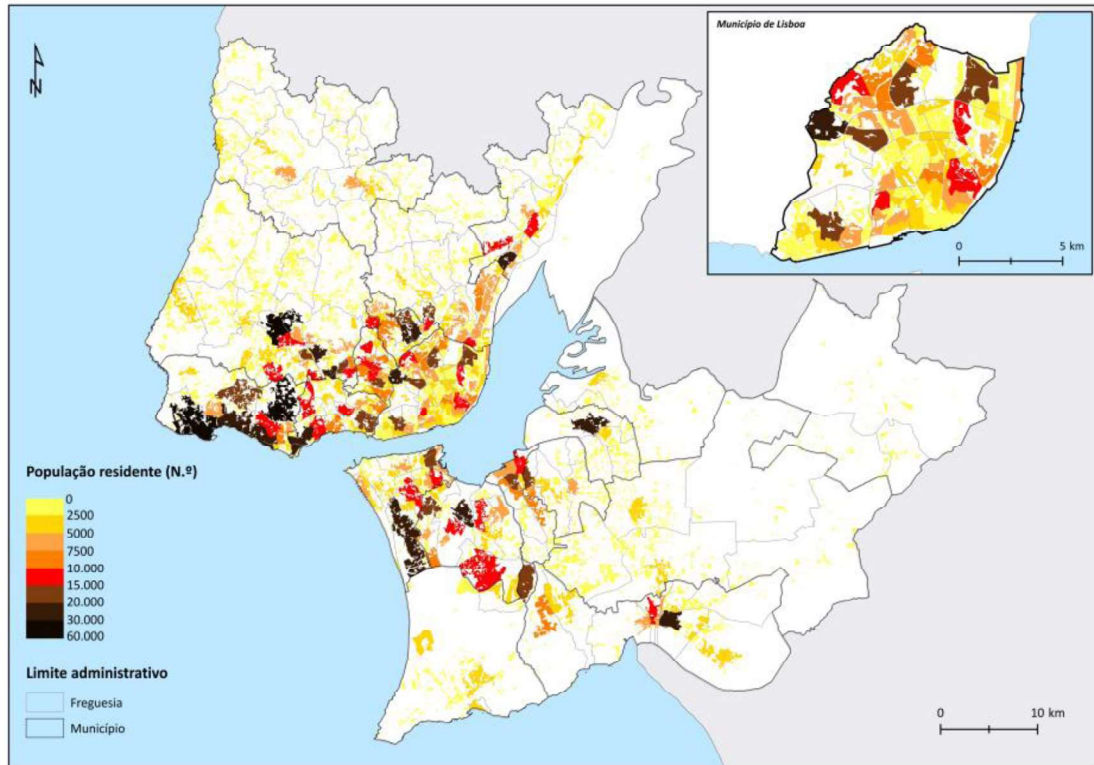 N
Município de Lisboa
0 5 km
População residente (N.º)
0
2500
5000
7500
10.000
15.000
20.000
30.000
60.000
Limite administrativo
Freguesia
Município
0 10 km